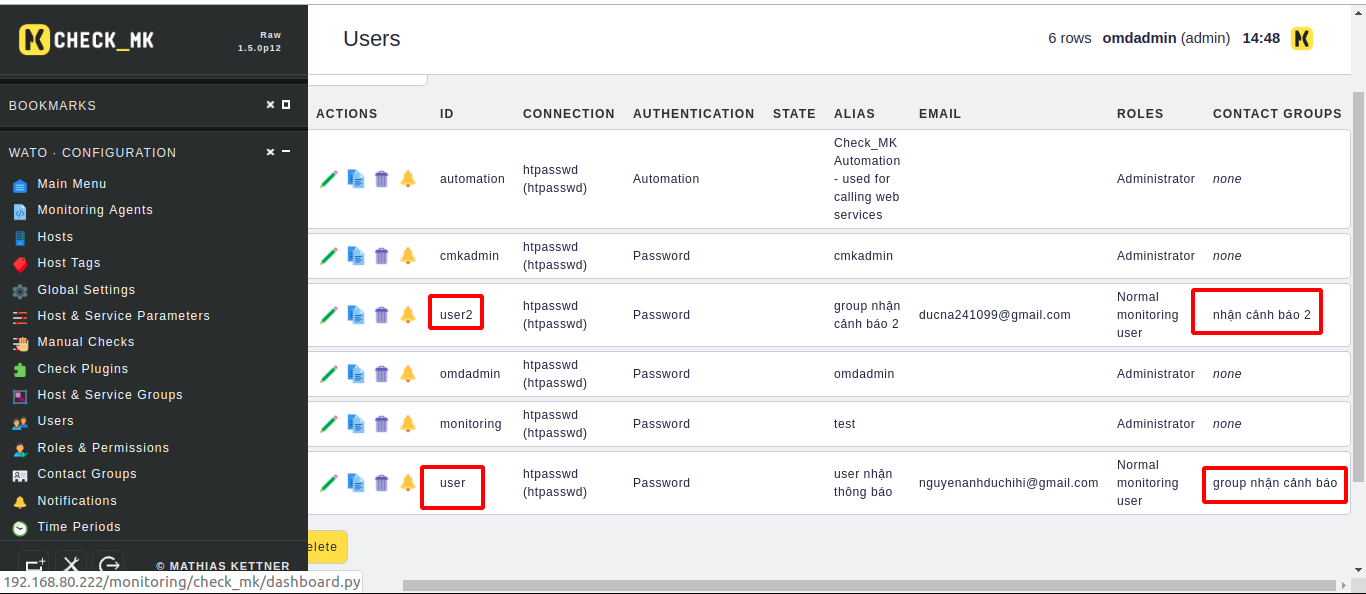 CHECK_MK
Raw
1.5.0p12
Users
6 rows omdadmin (admin) 14:48
BOOKMARKS
WATO · CONFIGURATION
Main Menu
Monitoring Agents
Hosts
Host Tags
Global Settings
Host & Service Parameters
Manual Checks
Check Plugins
Host & Service Groups
Users
Roles & Permissions
Contact Groups
Notifications
Time Periods
© MATHIAS KETTNER
192.168.80.222/monitoring/check_mk/dashboard.py
ACTIONS ID CONNECTION AUTHENTICATION STATE ALIAS EMAIL ROLES CONTACT GROUPS
automation
htpasswd
(htpasswd)
Automation
Check_MK
Automation
- used for
calling web
services
Administrator
none
cmkadmin
htpasswd
(htpasswd)
Password
cmkadmin
Administrator
none
user2
htpasswd
(htpasswd)
Password
group nhận
cảnh báo 2
ducna241099@gmail.com
Normal
monitoring
user
nhận cảnh báo 2
omdadmin
htpasswd
(htpasswd)
Password
omdadmin
Administrator
none
monitoring
htpasswd
(htpasswd)
Password
test
Administrator
none
user
htpasswd
(htpasswd)
Password
user nhận
thông báo
nguyenanhduchihi@gmail.com
Normal
monitoring
user
group nhận cảnh báo
elete